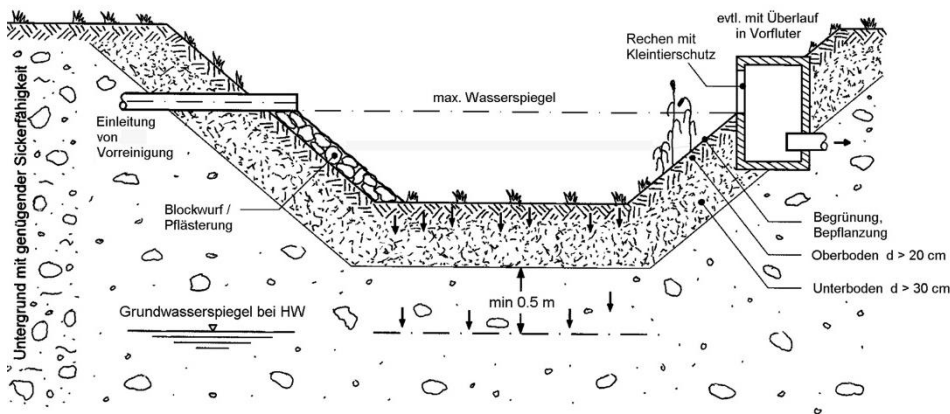 evtl. mit Überlauf
in Vorfluter
Rechen mit
Kleintierschutz
max. Wasserspiegel
Einleitung
von
Vorreinigung
Untergrund mit genügender Sickerfähigkeit
Blockwurf /
Pflästerung
Begrünung,
Bepflanzung
Oberboden d > 20 cm
Unterboden d > 30 cm
min 0.5 m
Grundwasserspiegel bei HW